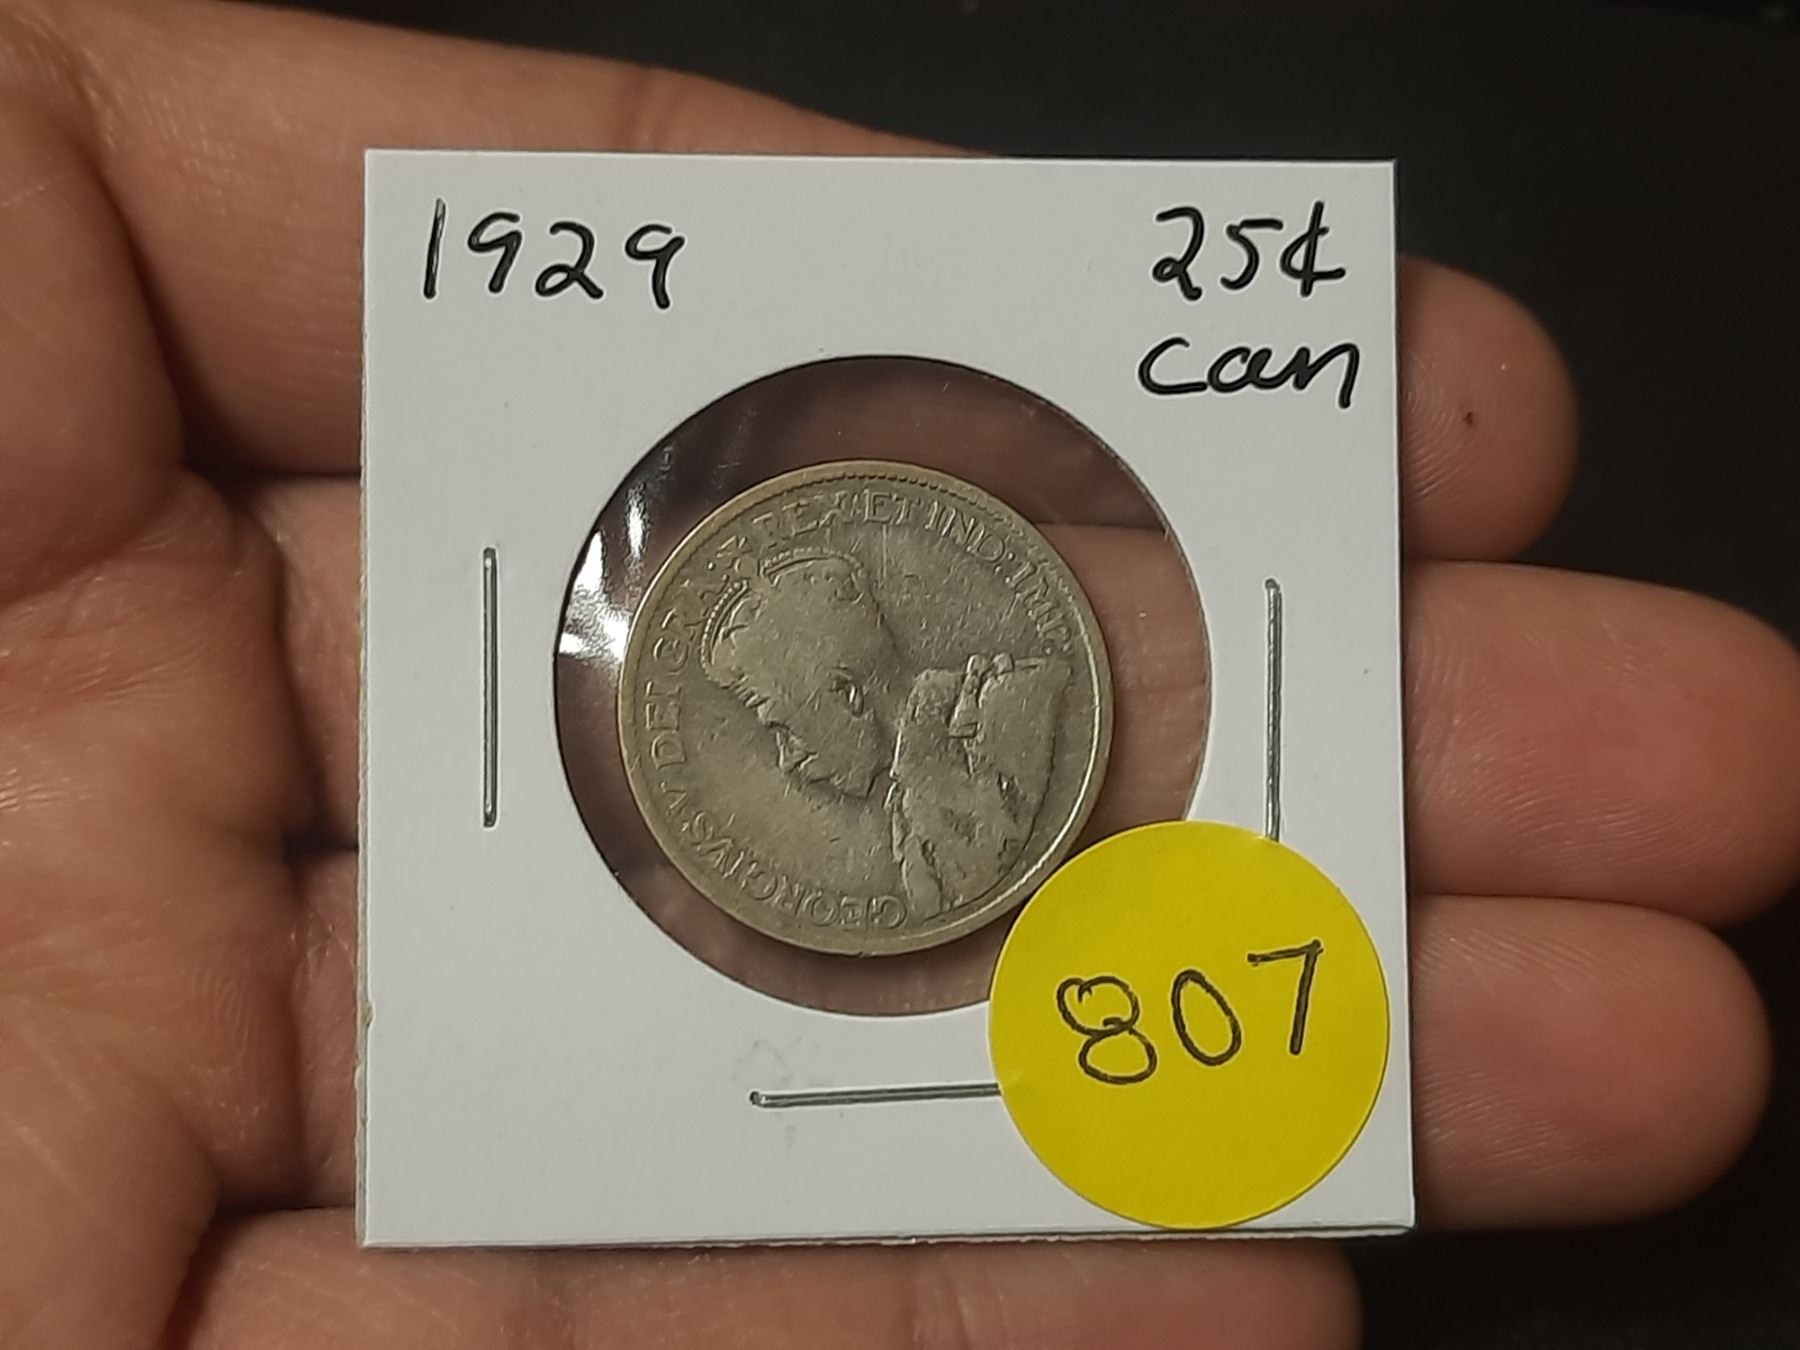 1929
25¢
can
GEORGIVS V DEI GRA: REX ET IND: IMP:
807